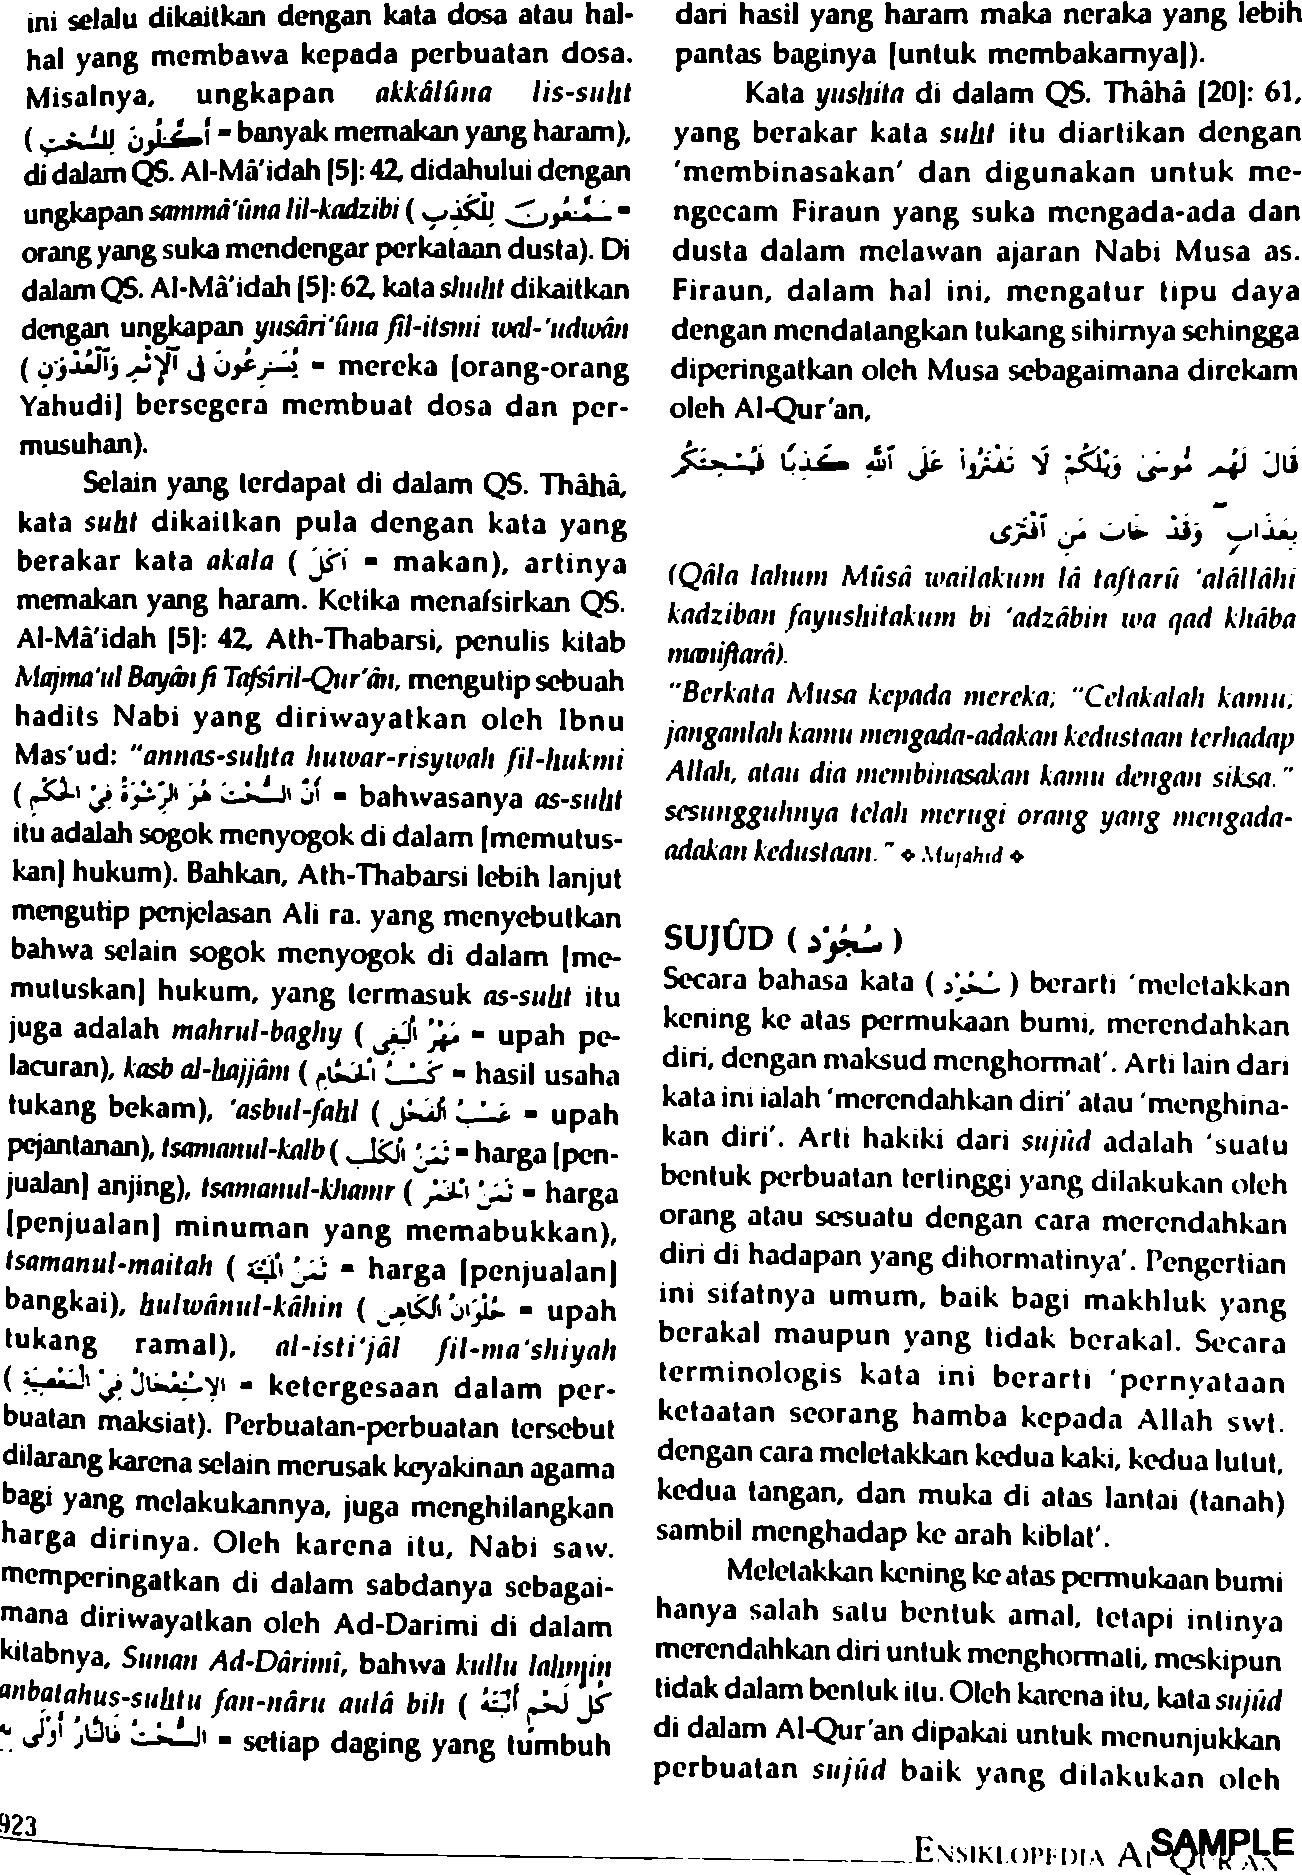 ini selalu dikaitkan dengan kata dosa atau hal-
hal yang membawa kepada perbuatan dosa.
Misalnya, ungkapan akkâlûna lis-suht
( أَكَّلُونَ لِلسُّحْتِ = banyak memakan yang haram),
di dalam QS. Al-Mâ'idah [5]: 42, didahului dengan
ungkapan sammâ'ûna lil-kadzibi ( سَمَّعُونَ لِلْكَذِبِ =
orang yang suka mendengar perkataan dusta). Di
dalam QS. Al-Mâ'idah [5]: 62, kata shuht dikaitkan
dengan ungkapan yusâri'ûna fil-itsmi wal-'udwân
( يُسَرِعُونَ فِى ٱلْإِثْمِ وَٱلْعُدْوَٰنِ = mereka [orang-orang
Yahudi] bersegera membuat dosa dan per-
musuhan).
Selain yang terdapat di dalam QS. Thâhâ,
kata suht dikaitkan pula dengan kata yang
berakar kata akala ( أَكَلَ = makan), artinya
memakan yang haram. Ketika menafsirkan QS.
Al-Mâ'idah [5]: 42, Ath-Thabarsi, penulis kitab
Majma'ul Bayân fi Tafsîril-Qur'ân, mengutip sebuah
hadits Nabi yang diriwayatkan oleh Ibnu
Mas'ud: "annas-suhta huwar-risywah fil-hukmi
( أَنَّ السُّحْتَ هُوَ الرِّشْوَةُ فِيْ الْحُكْمِ = bahwasanya as-suht
itu adalah sogok menyogok di dalam [memutus-
kan] hukum). Bahkan, Ath-Thabarsi lebih lanjut
mengutip penjelasan Ali ra. yang menyebutkan
bahwa selain sogok menyogok di dalam [me-
mutuskan] hukum, yang termasuk as-suht itu
juga adalah mahrul-baghy ( مَهْرُ الْبَغِي = upah pe-
lacuran), kasb al-hajjâm ( كَسْبُ الْحَجَّامِ = hasil usaha
tukang bekam), 'asbul-fahl ( عَسْبُ الْفَحْلِ = upah
pejantanan), tsamanul-kalb ( ثَمَنُ الْكَلْبِ = harga [pen-
jualan] anjing), tsamanul-khamr ( ثَمَنُ الْخَمْرِ = harga
[penjualan] minuman yang memabukkan),
tsamanul-maitah ( ثَمَنُ الْمَيْتَةِ = harga [penjualan]
bangkai), hulwânul-kâhin ( حُلْوَانُ الْكَاهِنِ = upah
tukang ramal), al-isti'jâl fil-ma'shiyah
( الاِسْتِعْجَالُ فِيْ الْمَعْصِيَةِ = ketergesaan dalam per-
buatan maksiat). Perbuatan-perbuatan tersebut
dilarang karena selain merusak keyakinan agama
bagi yang melakukannya, juga menghilangkan
harga dirinya. Oleh karena itu, Nabi saw.
memperingatkan di dalam sabdanya sebagai-
mana diriwayatkan oleh Ad-Darimi di dalam
kitabnya, Sunan Ad-Dârimî, bahwa kullu lahmin
anbatahus-suhtu fan-nâru aulâ bih ( كُلُّ لَحْمٍ أَنْبَتَهُ
السُّحْتُ فَالنَّارُ أَوْلَى بِهِ = setiap daging yang tumbuh
dari hasil yang haram maka neraka yang lebih
pantas baginya [untuk membakarnya]).
Kata yushita di dalam QS. Thâhâ [20]: 61,
yang berakar kata suht itu diartikan dengan
'membinasakan' dan digunakan untuk me-
ngecam Firaun yang suka mengada-ada dan
dusta dalam melawan ajaran Nabi Musa as.
Firaun, dalam hal ini, mengatur tipu daya
dengan mendatangkan tukang sihirnya sehingga
diperingatkan oleh Musa sebagaimana direkam
oleh Al-Qur'an,
قَالَ لَهُم مُّوسَىٰ وَيْلَكُمْ لَا تَفْتَرُوا۟ عَلَى ٱللَّهِ كَذِبًا فَيُسْحِتَكُمْ
بِعَذَابٍ ۖ وَقَدْ خَابَ مَنِ ٱفْتَرَىٰ
(Qâla lahum Mûsâ wailakum lâ taftarû 'alâllâhi
kadziban fayushitakum bi 'adzâbin wa qad khâba
maniftarâ).
"Berkata Musa kepada mereka; "Celakalah kamu;
janganlah kamu mengada-adakan kedustaan terhadap
Allah, atau dia membinasakan kamu dengan siksa."
sesungguhnya telah merugi orang yang mengada-
adakan kedustaan." ❖ Mujahid ❖
SUJÛD ( سُجُوْد )
Secara bahasa kata ( سُجُوْد ) berarti 'meletakkan
kening ke atas permukaan bumi, merendahkan
diri, dengan maksud menghormat'. Arti lain dari
kata ini ialah 'merendahkan diri' atau 'menghina-
kan diri'. Arti hakiki dari sujûd adalah 'suatu
bentuk perbuatan tertinggi yang dilakukan oleh
orang atau sesuatu dengan cara merendahkan
diri di hadapan yang dihormatinya'. Pengertian
ini sifatnya umum, baik bagi makhluk yang
berakal maupun yang tidak berakal. Secara
terminologis kata ini berarti 'pernyataan
ketaatan seorang hamba kepada Allah swt.
dengan cara meletakkan kedua kaki, kedua lutut,
kedua tangan, dan muka di atas lantai (tanah)
sambil menghadap ke arah kiblat'.
Meletakkan kening ke atas permukaan bumi
hanya salah satu bentuk amal, tetapi intinya
merendahkan diri untuk menghormati, meskipun
tidak dalam bentuk itu. Oleh karena itu, kata sujûd
di dalam Al-Qur'an dipakai untuk menunjukkan
perbuatan sujûd baik yang dilakukan oleh
923
ENSIKLOPEDIA AL-QUR'AN
SAMPLE